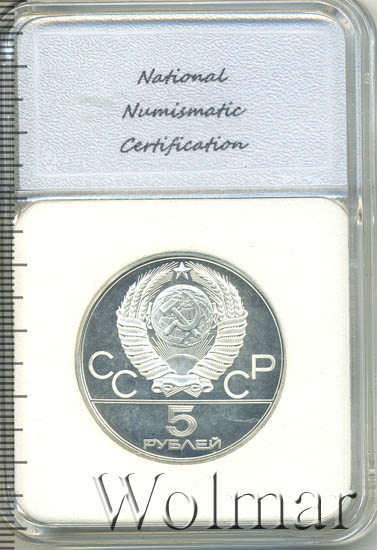 National
Numismatic
Certification
СССР
5
РУБЛЕЙ
Wolmar